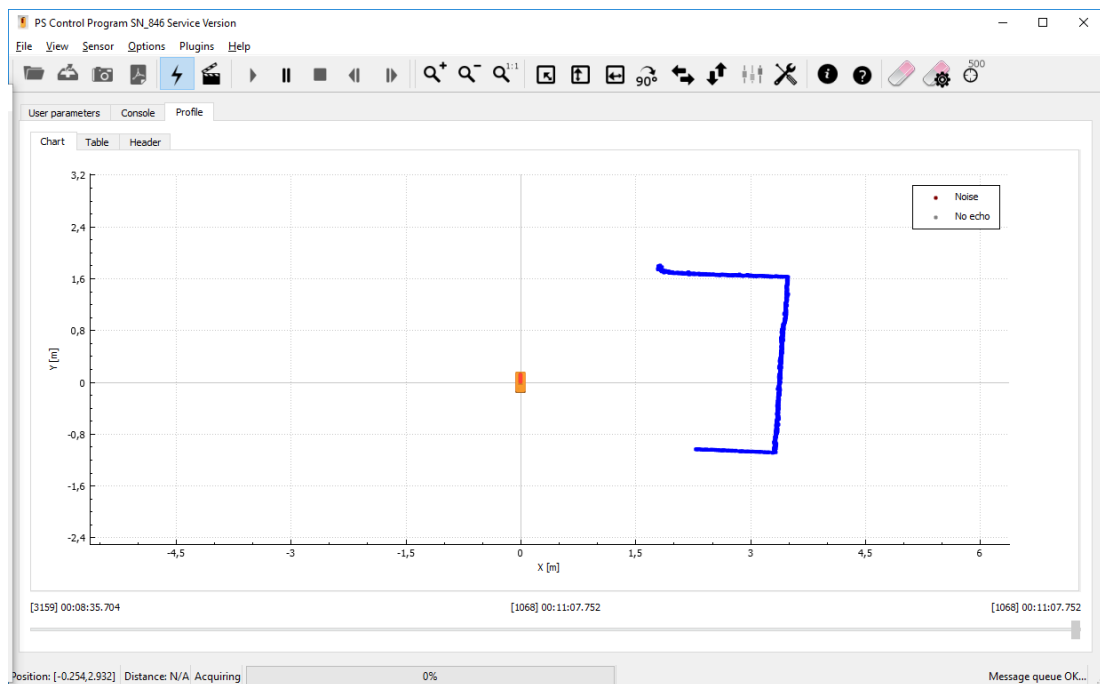 PS Control Program SN_846 Service Version
File View Sensor Options Plugins Help
1:1
90°
500
User parameters Console Profile
Chart Table Header
3,2
2,4
1,6
0,8
0
-0,8
-1,6
-2,4
Y [m]
Noise
No echo
-4,5 -3 -1,5 0 1,5 3 4,5 6
X [m]
[3159] 00:08:35.704 [1068] 00:11:07.752 [1068] 00:11:07.752
Position: [-0.254,2.932] Distance: N/A Acquiring 0% Message queue OK...